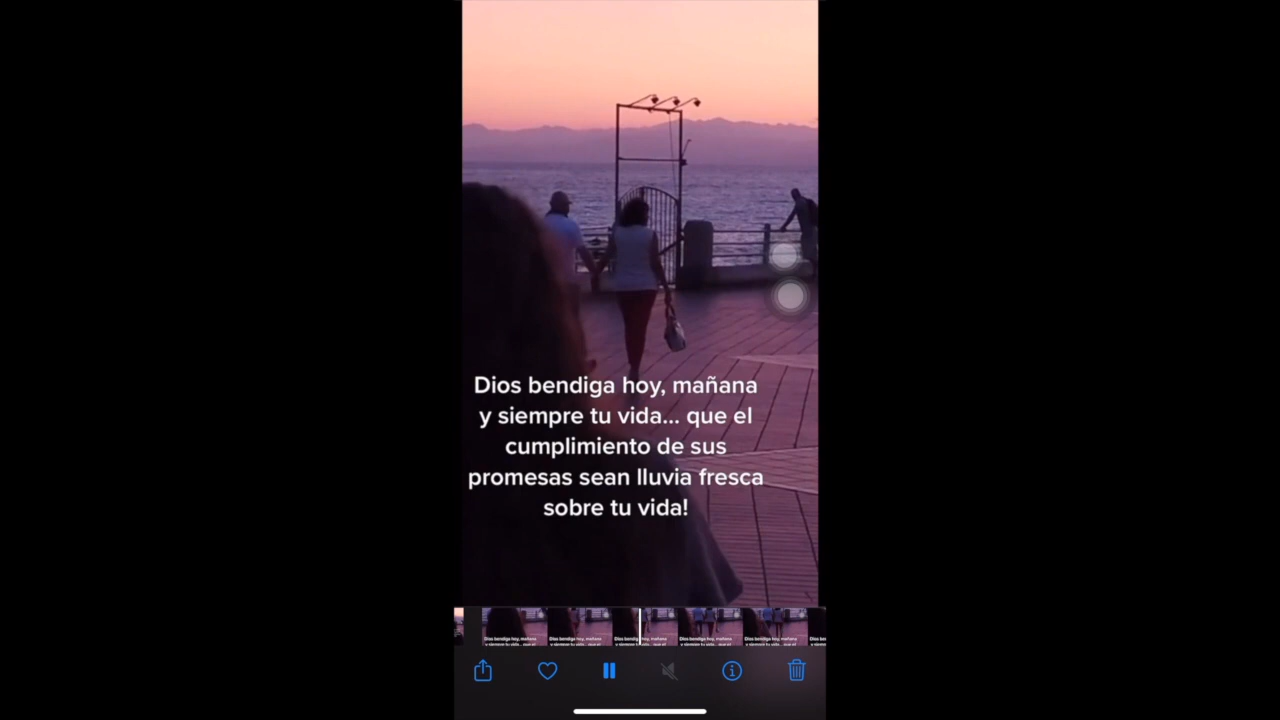 Dios bendiga hoy, mañana
y siempre tu vida... que el
cumplimiento de sus
promesas sean lluvia fresca
sobre tu vida!